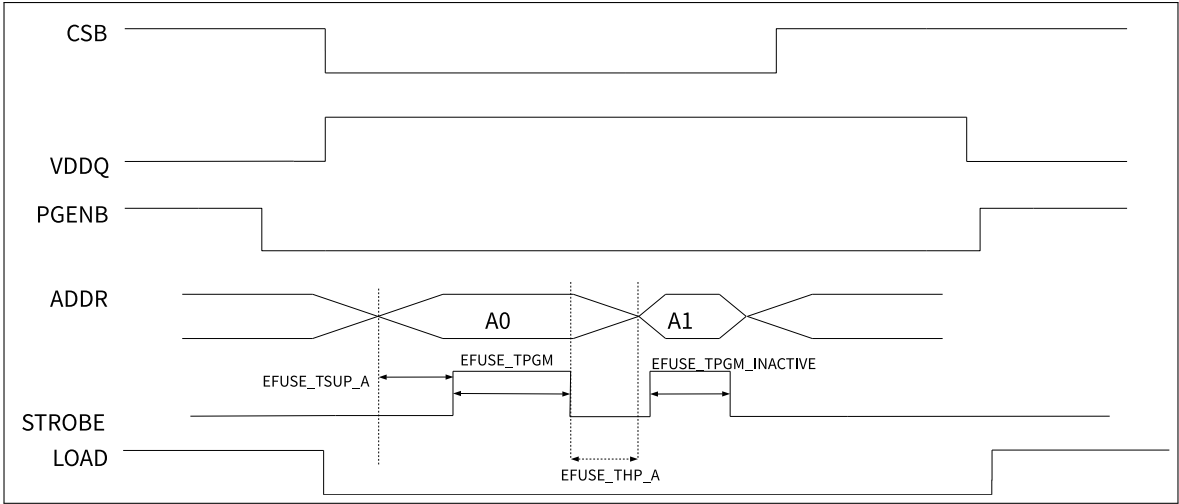 CSB
VDDQ
PGENB
ADDR
A0
A1
EFUSE_TPGM
EFUSE_TPGM_INACTIVE
EFUSE_TSUP_A
STROBE
LOAD
EFUSE_THP_A